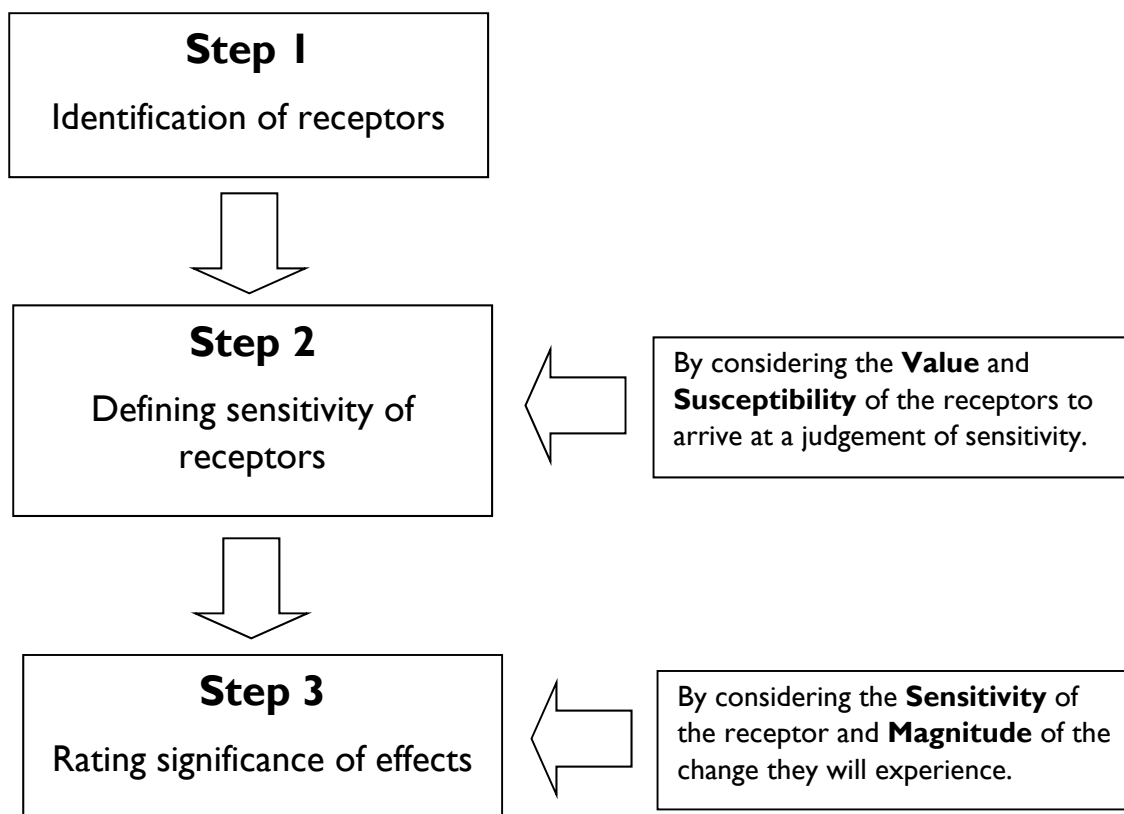 Step 1
Identification of receptors
Step 2
Defining sensitivity of
receptors
By considering the Value and
Susceptibility of the receptors to
arrive at a judgement of sensitivity.
Step 3
Rating significance of effects
By considering the Sensitivity of
the receptor and Magnitude of the
change they will experience.